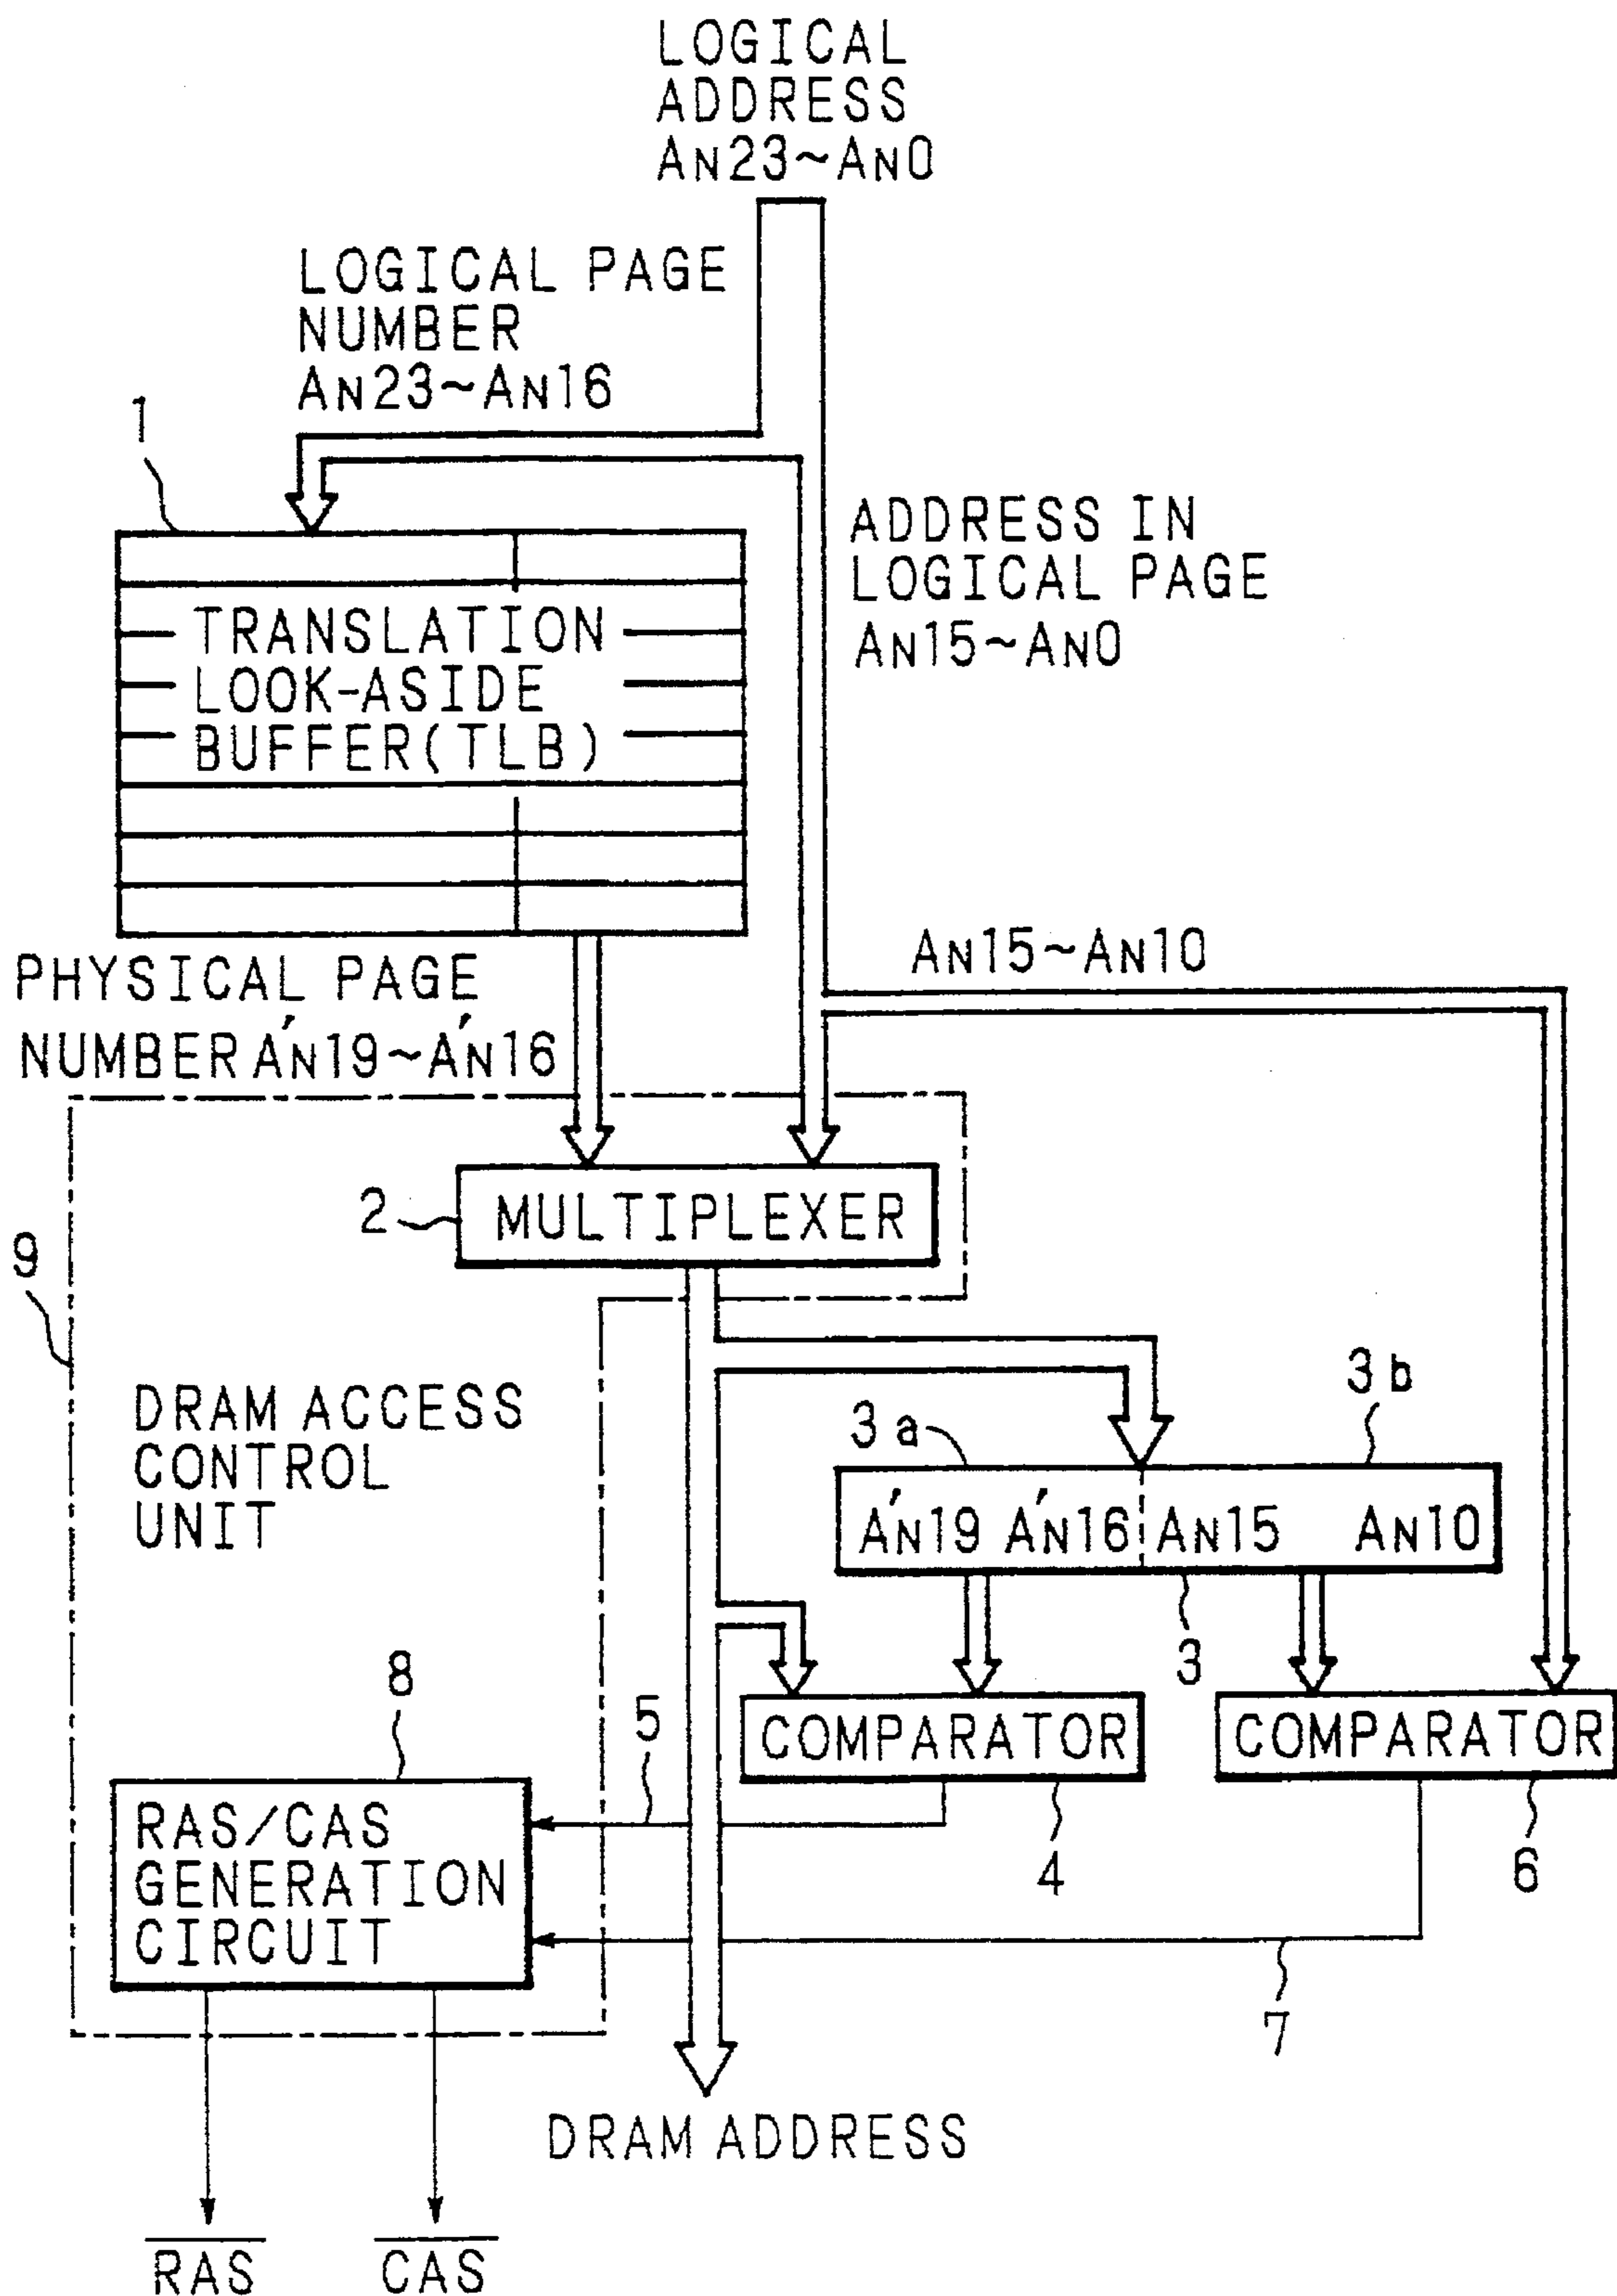 LOGICAL
ADDRESS
AN23~AN0
LOGICAL PAGE
NUMBER
AN23~AN16
1
ADDRESS IN
LOGICAL PAGE
AN15~AN0
TRANSLATION
LOOK-ASIDE
BUFFER(TLB)
AN15~AN10
PHYSICAL PAGE
NUMBER A'N19~A'N16
2
MULTIPLEXER
9
DRAM ACCESS
CONTROL
UNIT
3a
3b
A'N19 A'N16 AN15 AN10
3
8
5
COMPARATOR
COMPARATOR
RAS/CAS
GENERATION
CIRCUIT
4
6
7
DRAM ADDRESS
R̅A̅S̅
C̅A̅S̅